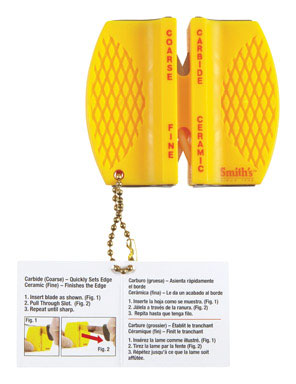 COARSE
CARBIDE
FINE
CERAMIC
Smith's
Carbide (Coarse) – Quickly Sets Edge
Ceramic (Fine) – Finishes the Edge
1. Insert blade as shown. (Fig. 1)
2. Pull Through Slot. (Fig. 2)
3. Repeat until sharp.
Fig. 1
Fig. 2
Carburo (gruesa) – Asienta rápidamente
el borde
Cerámica (fina) – Le da un acabado al borde
1. Inserte la hoja como se muestra. (Fig. 1)
2. Jálela a través de la ranura. (Fig. 2)
3. Repita hasta que tenga filo.
Carbure (grossier) – Établit le tranchant
Céramique (fin) – Finit le tranchant
1. Insérez la lame comme illustré. (Fig. 1)
2. Tirez la lame par la fente (Fig. 2)
3. Répétez jusqu'à ce que la lame soit
affûtée.